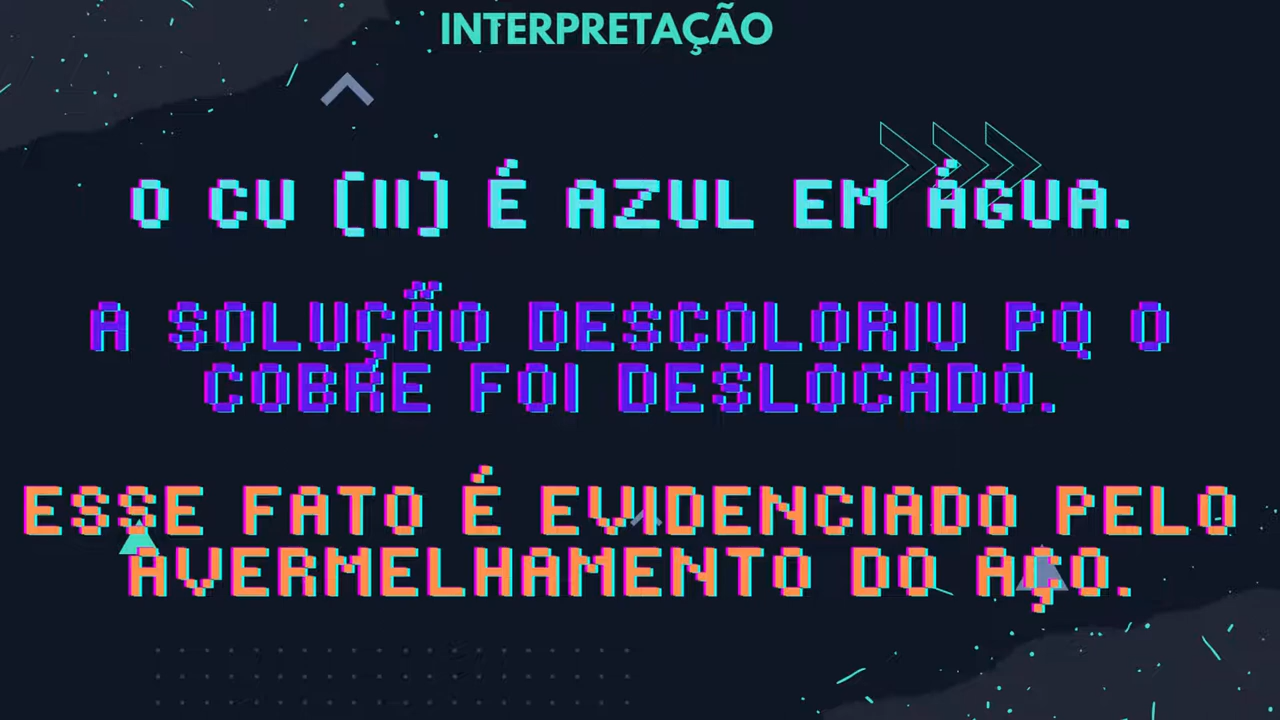 INTERPRETAÇÃO
O CU (II) É AZUL EM ÁGUA.
A SOLUÇÃO DESCOLORIU PQ O
COBRE FOI DESLOCADO.
ESSE FATO É EVIDENCIADO PELO
AVERMELHAMENTO DO AÇO.